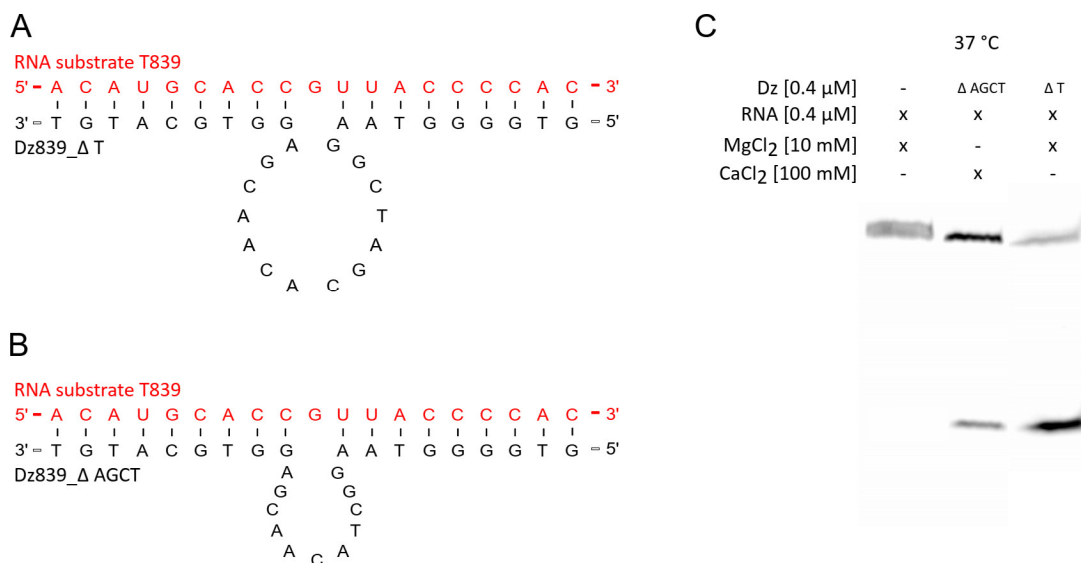 A
RNA substrate T839
5' - A C A U G C A C C G U U A C C C C A C - 3'
3' - T G T A C G T G G A A T G G G G T G - 5'
Dz839_Δ T
A G
G G
C C
A T
A A
C G
A C
B
RNA substrate T839
5' - A C A U G C A C C G U U A C C C C A C - 3'
3' - T G T A C G T G G A A T G G G G T G - 5'
Dz839_Δ AGCT
A G
G G
C C
A T
A A
C
C
37 °C
Dz [0.4 µM] - Δ AGCT Δ T
RNA [0.4 µM] x x x
MgCl2 [10 mM] x - x
CaCl2 [100 mM] - x -